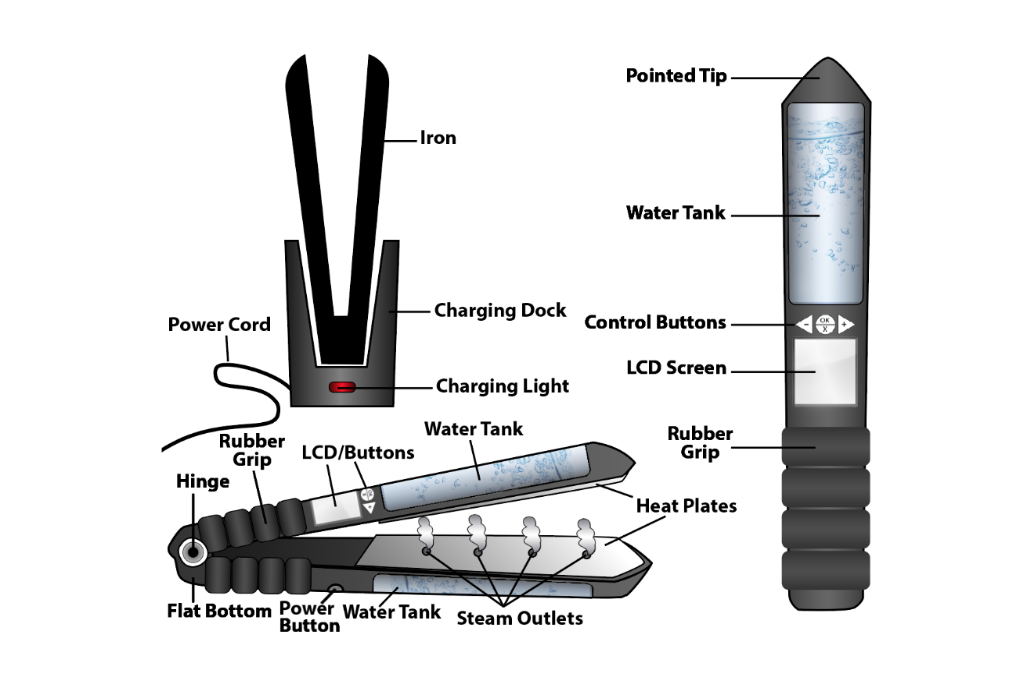 Pointed Tip
Iron
Water Tank
Charging Dock
Power Cord
Control Buttons
- OK X +
LCD Screen
Charging Light
Water Tank
Rubber
Grip
Rubber
Grip
LCD/Buttons
Hinge
Heat Plates
Flat Bottom
Power
Button
Water Tank
Steam Outlets